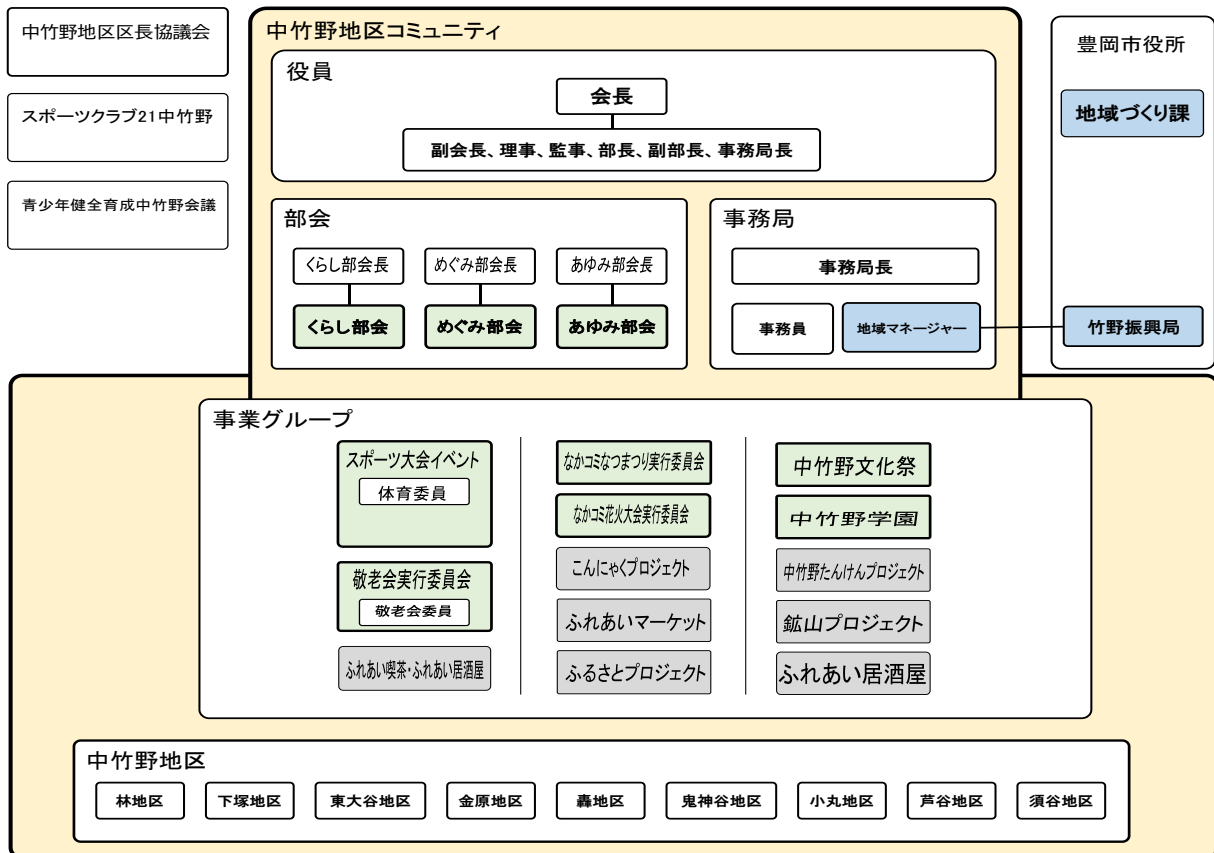 中竹野地区区長協議会
スポーツクラブ21中竹野
青少年健全育成中竹野会議
中竹野地区コミュニティ
役員
会長
副会長、理事、監事、部長、副部長、事務局長
部会
くらし部会長
めぐみ部会長
あゆみ部会長
くらし部会
めぐみ部会
あゆみ部会
事務局
事務局長
事務員
地域マネージャー
豊岡市役所
地域づくり課
竹野振興局
事業グループ
スポーツ大会イベント
体育委員
敬老会実行委員会
敬老会委員
ふれあい喫茶・ふれあい居酒屋
なかコミなつまつり実行委員会
なかコミ花火大会実行委員会
こんにゃくプロジェクト
ふれあいマーケット
ふるさとプロジェクト
中竹野文化祭
中竹野学園
中竹野たんけんプロジェクト
鉱山プロジェクト
ふれあい居酒屋
中竹野地区
林地区
下塚地区
東大谷地区
金原地区
轟地区
鬼神谷地区
小丸地区
芦谷地区
須谷地区